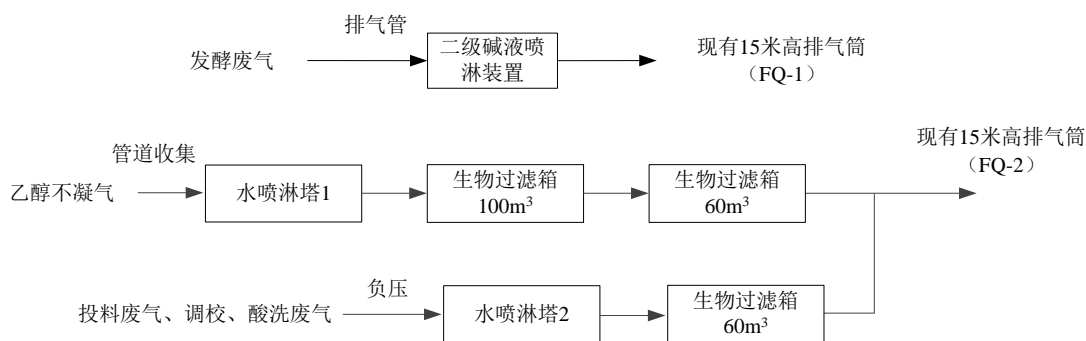 排气管
发酵废气
二级碱液喷
淋装置
现有15米高排气筒
（FQ-1）
管道收集
乙醇不凝气
水喷淋塔1
生物过滤箱
100m³
生物过滤箱
60m³
现有15米高排气筒
（FQ-2）
负压
投料废气、调校、酸洗废气
水喷淋塔2
生物过滤箱
60m³